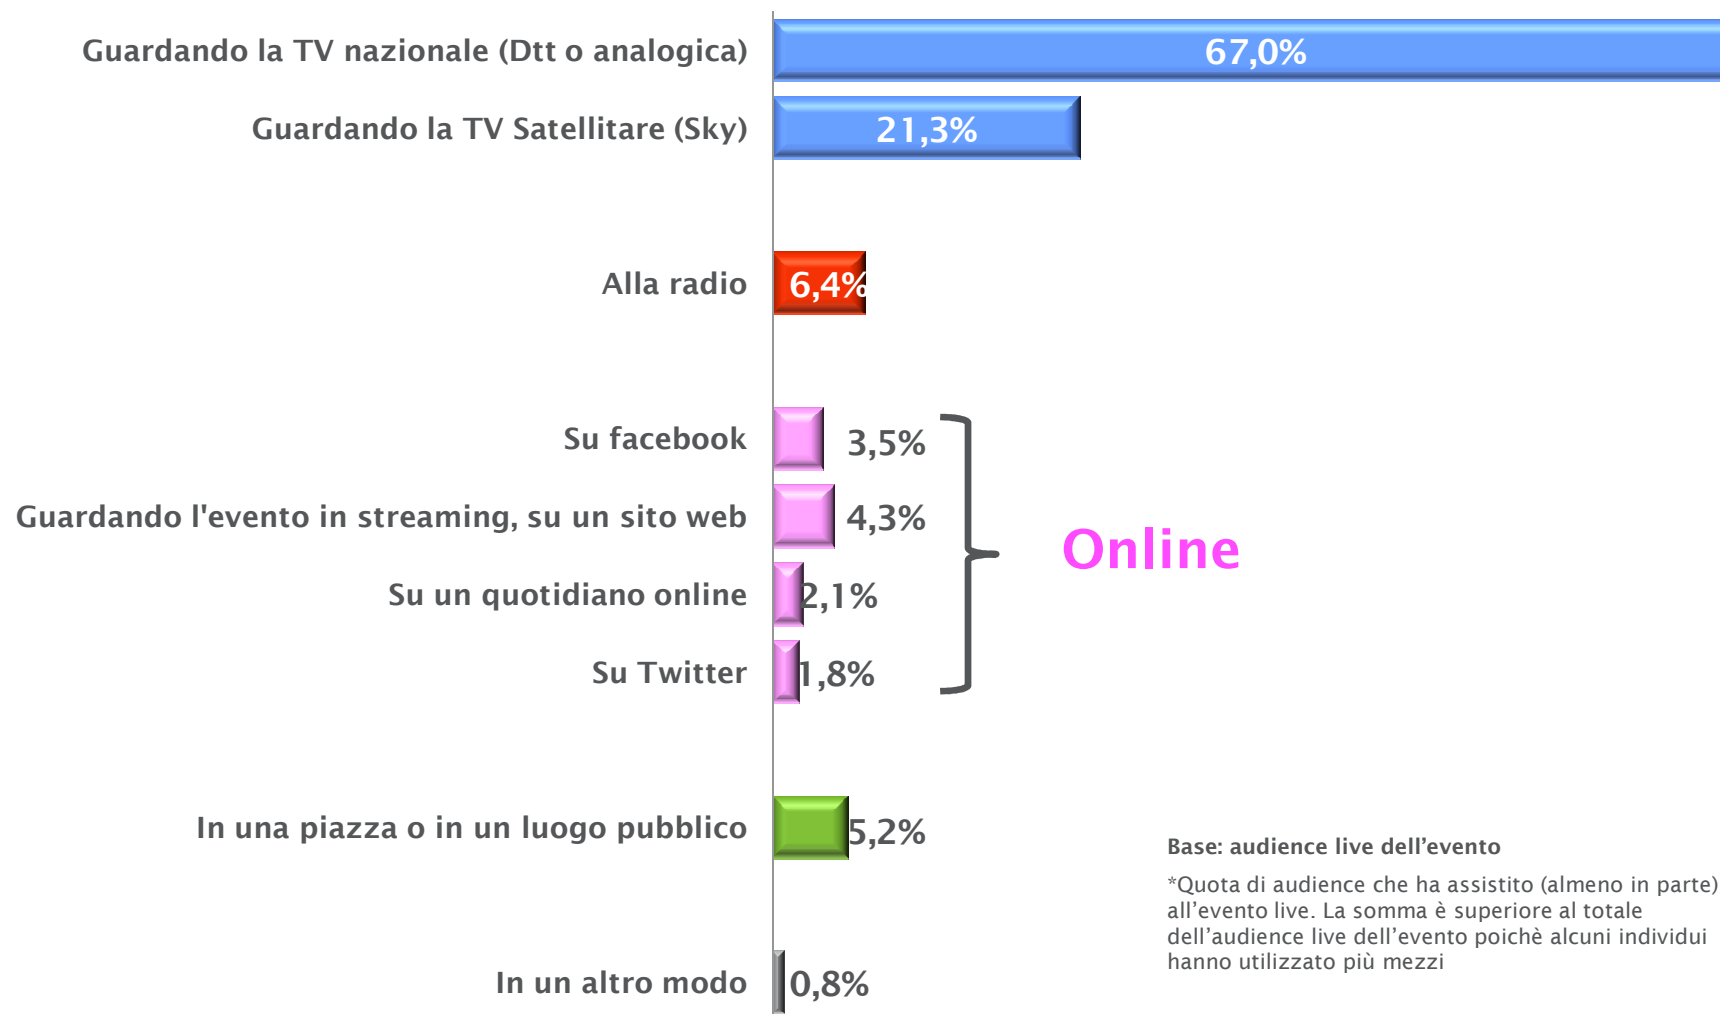 Guardando la TV nazionale (Dtt o analogica)
67,0%
Guardando la TV Satellitare (Sky)
21,3%
Alla radio
6,4%
Su facebook
3,5%
Guardando l'evento in streaming, su un sito web
4,3%
Online
Su un quotidiano online
2,1%
Su Twitter
1,8%
In una piazza o in un luogo pubblico
5,2%
Base: audience live dell’evento
*Quota di audience che ha assistito (almeno in parte)
all’evento live. La somma è superiore al totale
dell’audience live dell’evento poichè alcuni individui
hanno utilizzato più mezzi
In un altro modo
0,8%